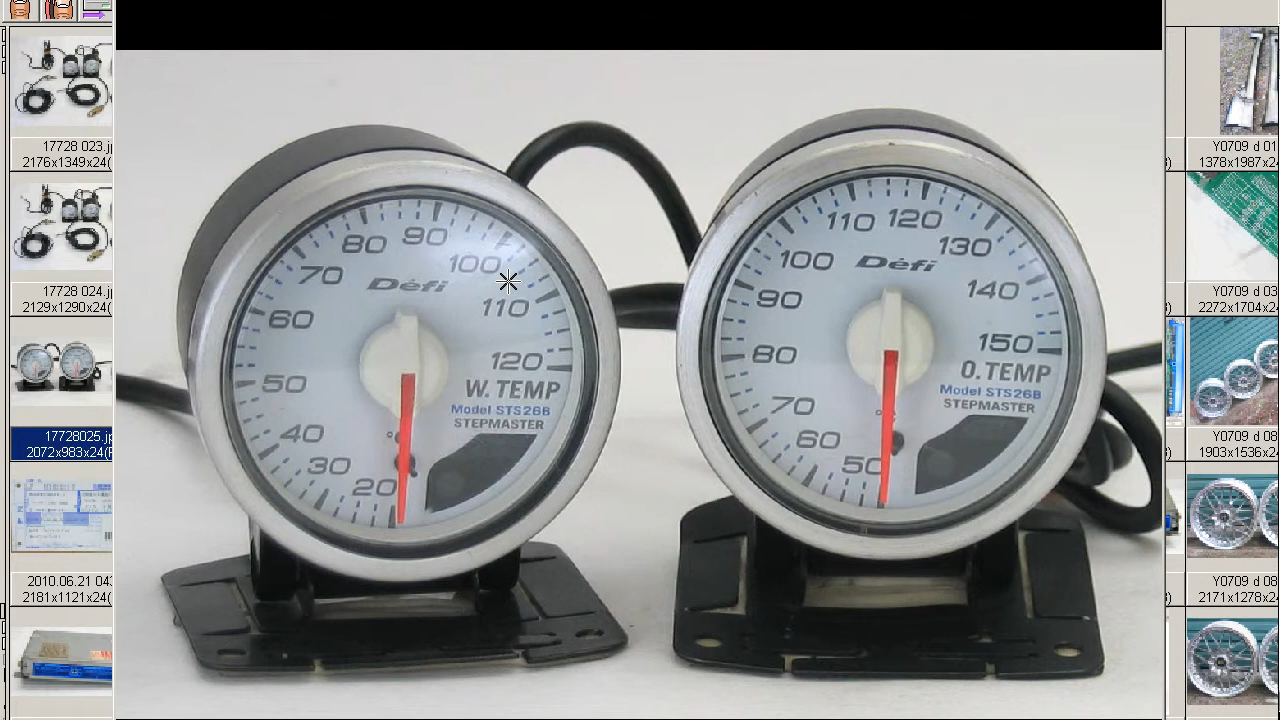 17728 023.jp
2176x1349x24(
17728 024.jp
2129x1290x24(
17728025.jp
2072x983x24(F
2010.06.21 04:
2181x1121x24(
80
90
70
100
Défi
60
110
120
50
W. TEMP
Model STS26B
STEPMASTER
40
30
20
110
120
130
100
Défi
90
140
80
150
O. TEMP
Model STS26B
STEPMASTER
70
60
50
Y0709 d 01
1378x1987x2
Y0709 d 03
2272x1704x2
Y0709 d 08
1903x1536x2
Y0709 d 08
2171x1278x2